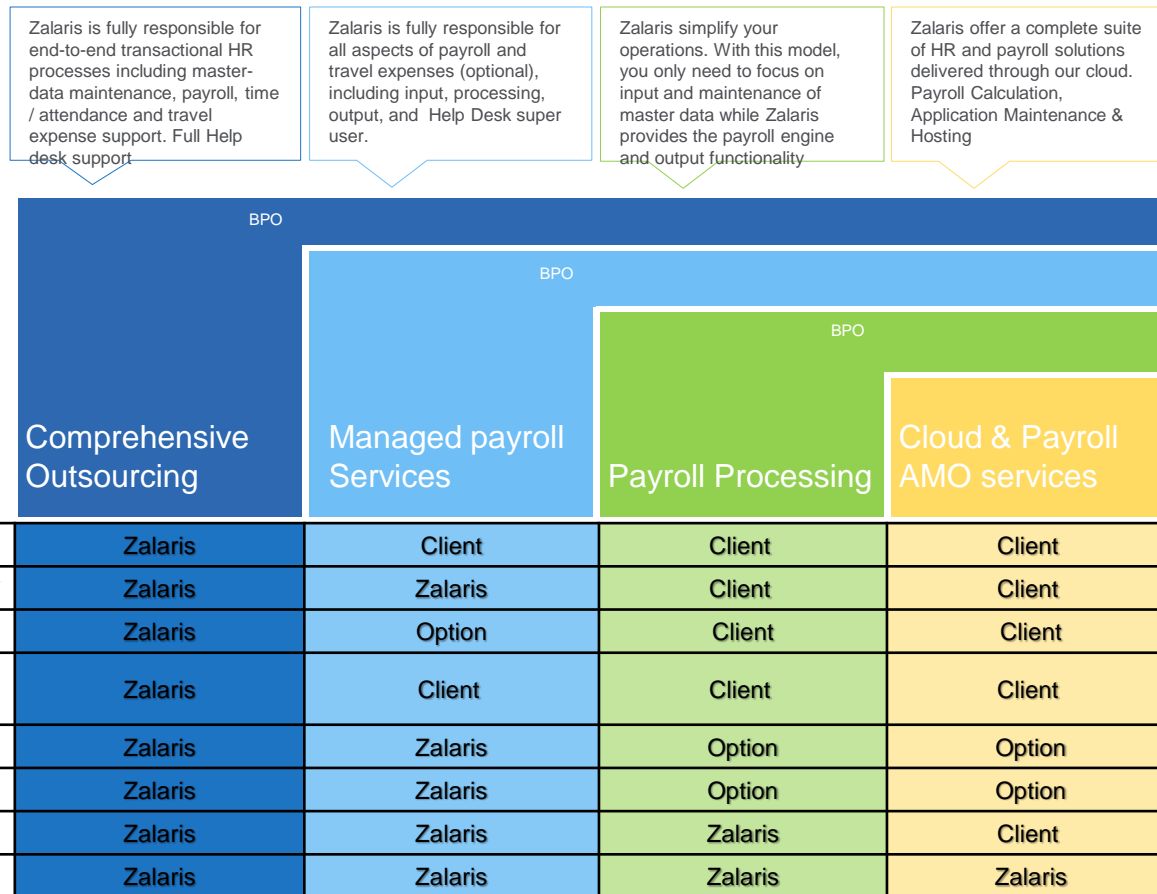 Zalaris is fully responsible for
end-to-end transactional HR
processes including master-
data maintenance, payroll, time
/ attendance and travel
expense support. Full Help
desk support
Zalaris is fully responsible for
all aspects of payroll and
travel expenses (optional),
including input, processing,
output, and Help Desk super
user.
Zalaris simplify your
operations. With this model,
you only need to focus on
input and maintenance of
master data while Zalaris
provides the payroll engine
and output functionality
Zalaris offer a complete suite
of HR and payroll solutions
delivered through our cloud.
Payroll Calculation,
Application Maintenance &
Hosting
BPO
BPO
BPO
Comprehensive
Outsourcing
Managed payroll
Services
Payroll Processing
Cloud & Payroll
AMO services
Zalaris Client Client Client
Zalaris Zalaris Client Client
Zalaris Option Client Client
Zalaris Client Client Client
Zalaris Zalaris Option Option
Zalaris Zalaris Option Option
Zalaris Zalaris Zalaris Client
Zalaris Zalaris Zalaris Zalaris